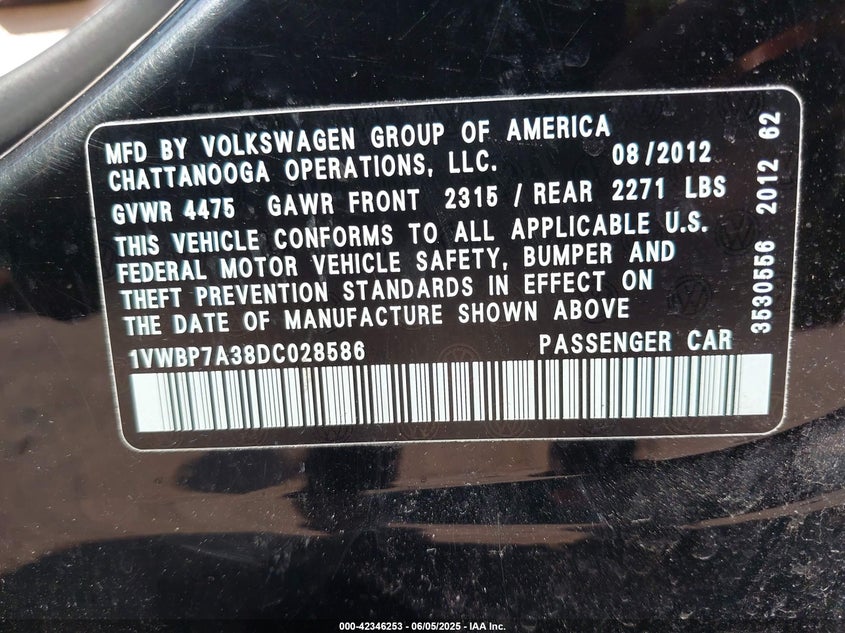 MFD BY VOLKSWAGEN GROUP OF AMERICA
CHATTANOOGA OPERATIONS, LLC. 08/2012
GVWR 4475 GAWR FRONT 2315 / REAR 2271 LBS
THIS VEHICLE CONFORMS TO ALL APPLICABLE U.S.
FEDERAL MOTOR VEHICLE SAFETY, BUMPER AND
THEFT PREVENTION STANDARDS IN EFFECT ON
THE DATE OF MANUFACTURE SHOWN ABOVE
1VWBP7A38DC028586 PASSENGER CAR
3530556 2012 62
000-42346253 - 06/05/2025 - IAA Inc.